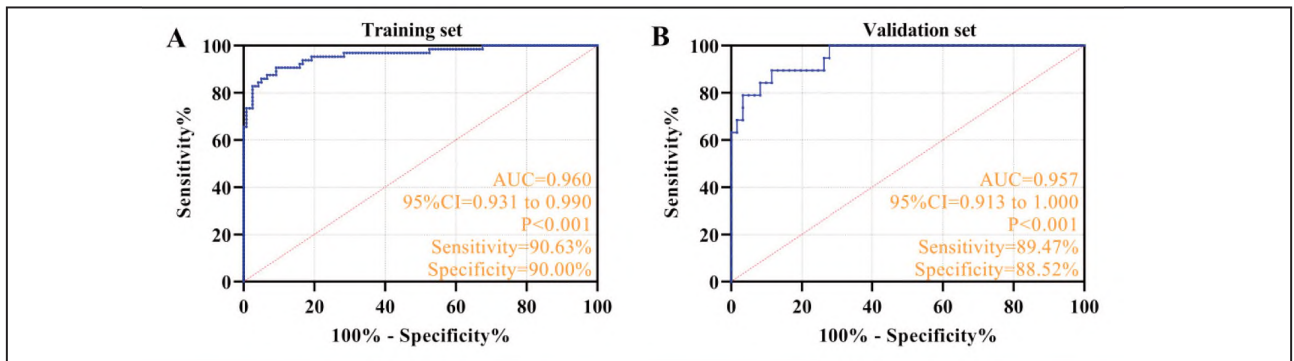 A
Training set
100
80
60
40
20
0
Sensitivity%
AUC=0.960
95%CI=0.931 to 0.990
P<0.001
Sensitivity=90.63%
Specificity=90.00%
0 20 40 60 80 100
100% - Specificity%
B
Validation set
100
80
60
40
20
0
Sensitivity%
AUC=0.957
95%CI=0.913 to 1.000
P<0.001
Sensitivity=89.47%
Specificity=88.52%
0 20 40 60 80 100
100% - Specificity%